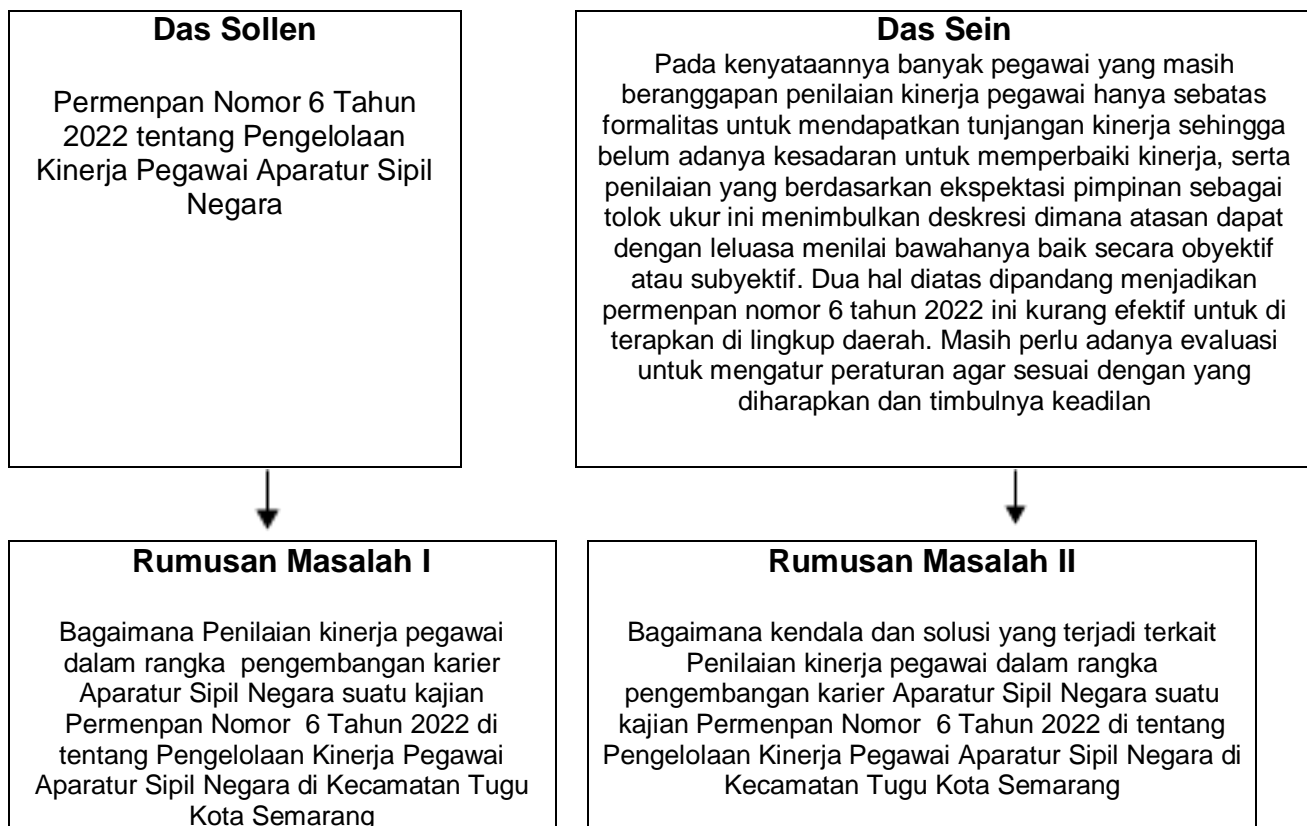 Das Sollen
Permenpan Nomor 6 Tahun
2022 tentang Pengelolaan
Kinerja Pegawai Aparatur Sipil
Negara
Das Sein
Pada kenyataannya banyak pegawai yang masih
beranggapan penilaian kinerja pegawai hanya sebatas
formalitas untuk mendapatkan tunjangan kinerja sehingga
belum adanya kesadaran untuk memperbaiki kinerja, serta
penilaian yang berdasarkan ekspektasi pimpinan sebagai
tolok ukur ini menimbulkan deskresi dimana atasan dapat
dengan leluasa menilai bawahanya baik secara obyektif
atau subyektif. Dua hal diatas dipandang menjadikan
permenpan nomor 6 tahun 2022 ini kurang efektif untuk di
terapkan di lingkup daerah. Masih perlu adanya evaluasi
untuk mengatur peraturan agar sesuai dengan yang
diharapkan dan timbulnya keadilan
Rumusan Masalah I
Bagaimana Penilaian kinerja pegawai
dalam rangka pengembangan karier
Aparatur Sipil Negara suatu kajian
Permenpan Nomor 6 Tahun 2022 di
tentang Pengelolaan Kinerja Pegawai
Aparatur Sipil Negara di Kecamatan Tugu
Kota Semarang
Rumusan Masalah II
Bagaimana kendala dan solusi yang terjadi terkait
Penilaian kinerja pegawai dalam rangka
pengembangan karier Aparatur Sipil Negara suatu
kajian Permenpan Nomor 6 Tahun 2022 di tentang
Pengelolaan Kinerja Pegawai Aparatur Sipil Negara di
Kecamatan Tugu Kota Semarang